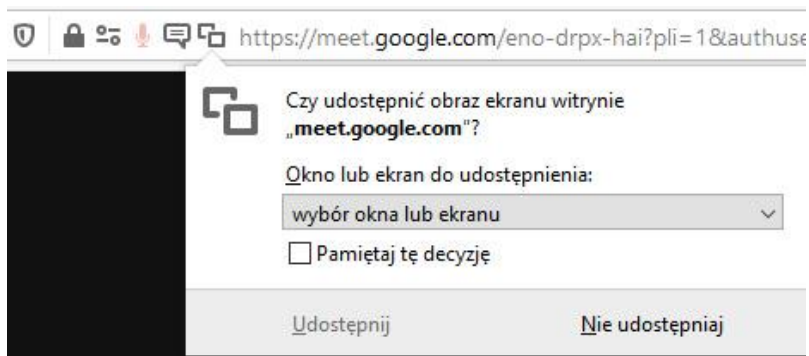 https://meet.google.com/eno-drpx-hai?pli=1&authuse
Czy udostępnić obraz ekranu witrynie
„meet.google.com”?
Okno lub ekran do udostępnienia:
wybór okna lub ekranu
Pamiętaj tę decyzję
Udostępnij Nie udostępniaj